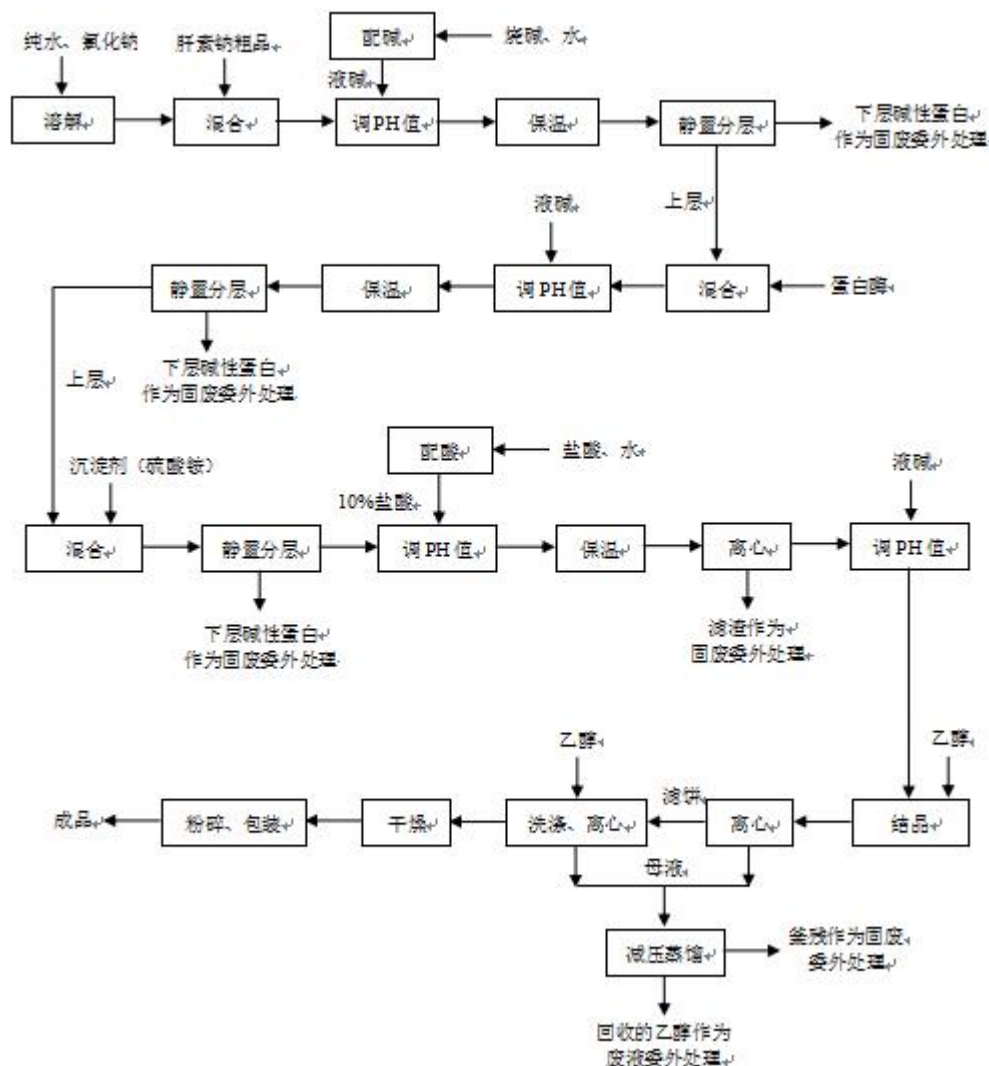 纯水、氯化钠
肝素钠粗品
配碱
烧碱、水
液碱
溶解
混合
调PH值
保温
静置分层
下层碱性蛋白
作为固废委外处理
上层
液碱
静置分层
保温
调PH值
混合
蛋白酶
下层碱性蛋白
作为固废委外处理
上层
沉淀剂（硫酸铵）
配酸
盐酸、水
10%盐酸
液碱
混合
静置分层
调PH值
保温
离心
调PH值
下层碱性蛋白
作为固废委外处理
滤渣作为
固废委外处理
乙醇
乙醇
成品
粉碎、包装
干燥
洗涤、离心
滤饼
离心
结晶
母液
减压蒸馏
釜残作为固废
委外处理
回收的乙醇作为
废液委外处理